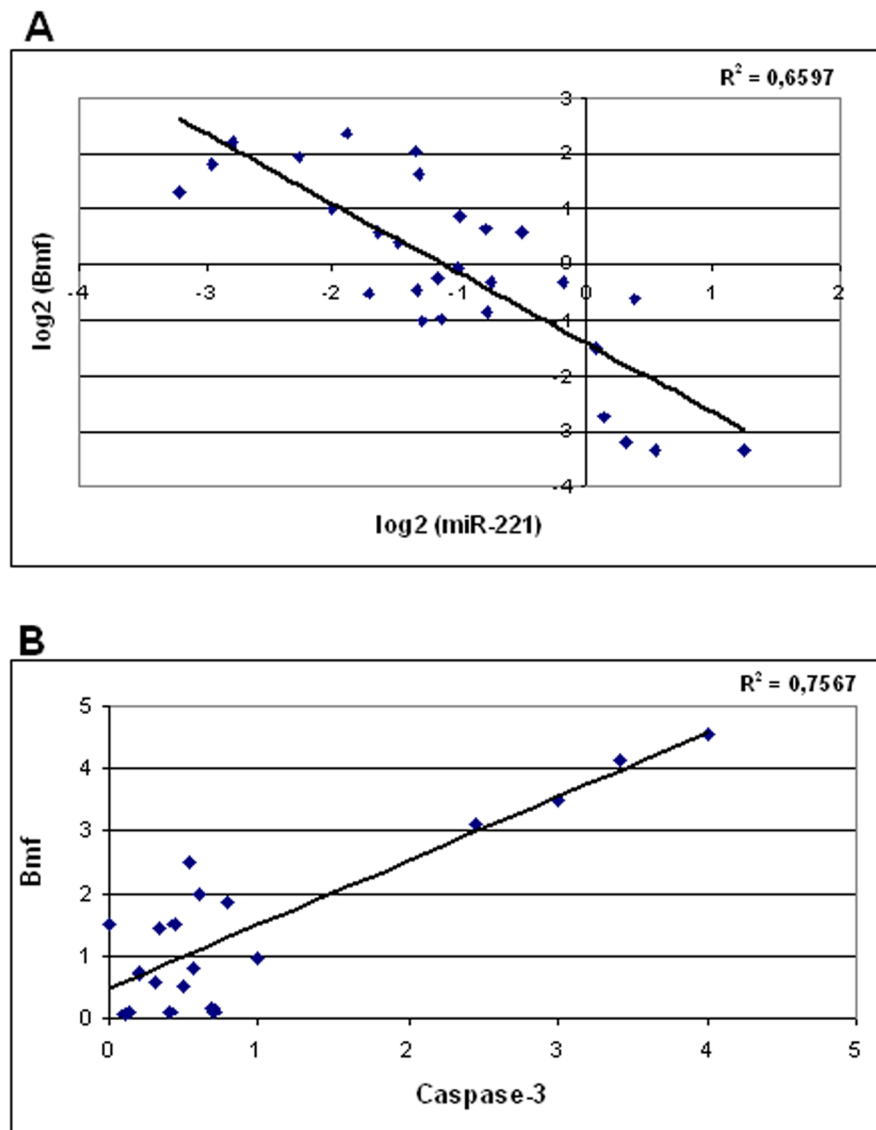 A
R² = 0,6597
3
2
1
0
-4 -3 -2 -1 0 1 2
-1
-2
-3
-4
log2 (Bmf)
log2 (miR-221)
B
R² = 0,7567
5
4
3
2
1
0
Bmf
0 1 2 3 4 5
Caspase-3